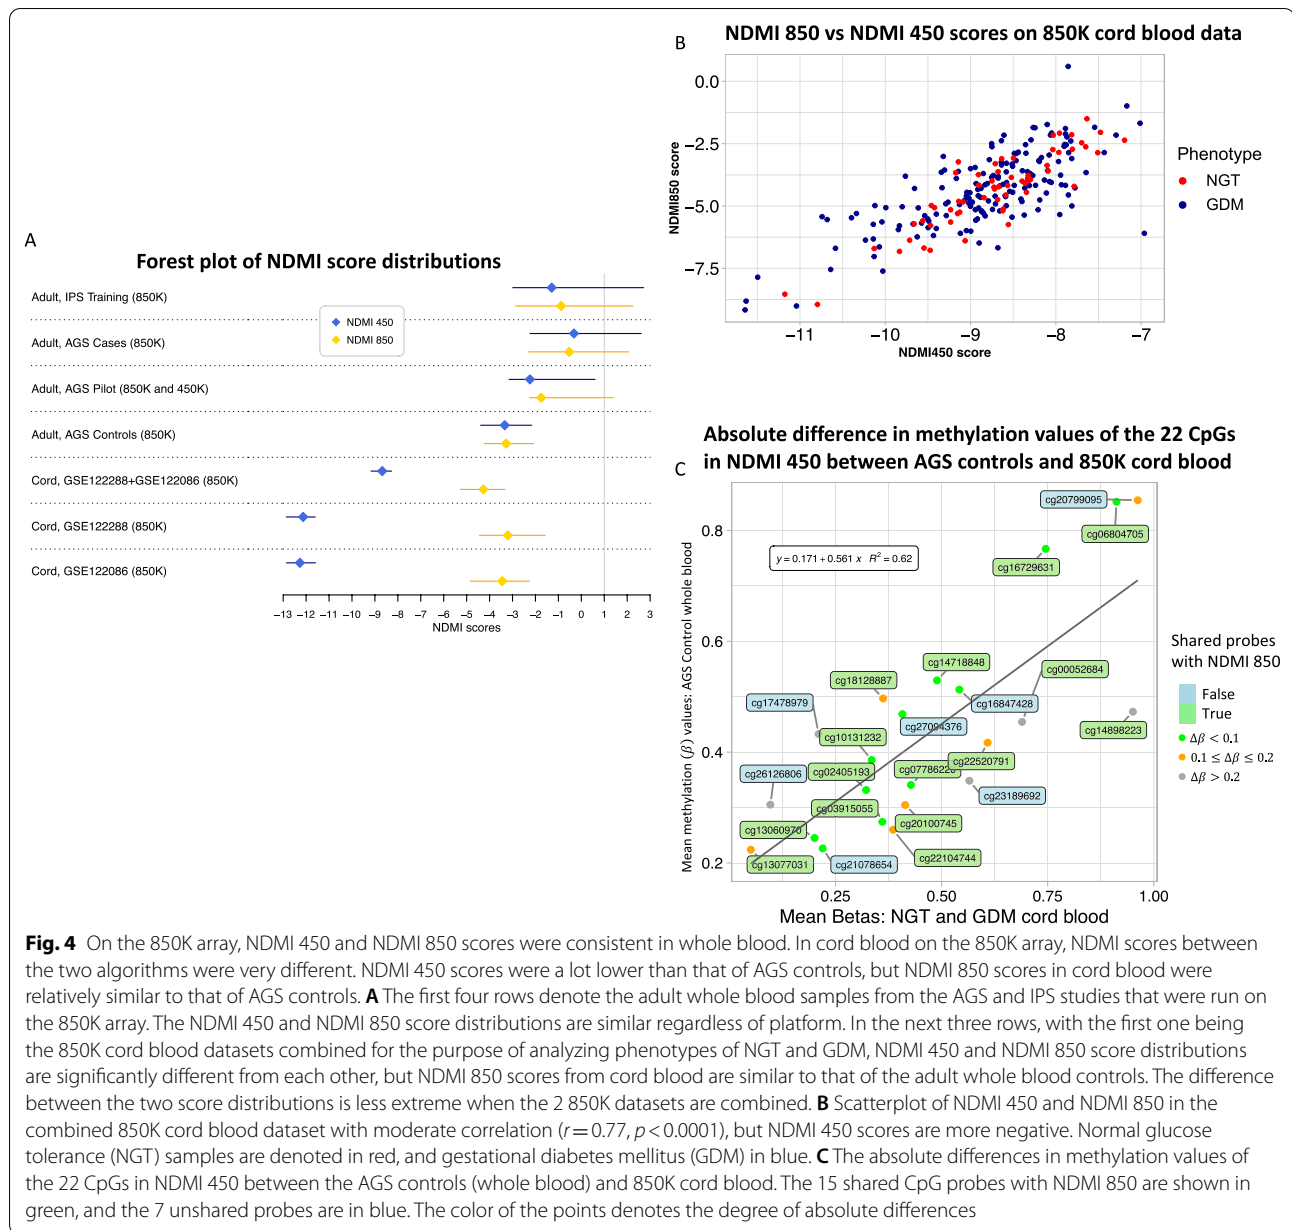 A
Forest plot of NDMI score distributions
Adult, IPS Training (850K)
Adult, AGS Cases (850K)
Adult, AGS Pilot (850K and 450K)
Adult, AGS Controls (850K)
Cord, GSE122288+GSE122086 (850K)
Cord, GSE122288 (850K)
Cord, GSE122086 (850K)
NDMI 450
NDMI 850
−13 −12 −11 −10 −9 −8 −7 −6 −5 −4 −3 −2 −1 0 1 2 3
NDMI scores
B
NDMI 850 vs NDMI 450 scores on 850K cord blood data
0.0
−2.5
−5.0
−7.5
NDMI850 score
−11 −10 −9 −8 −7
NDMI450 score
Phenotype
NGT
GDM
Absolute difference in methylation values of the 22 CpGs
in NDMI 450 between AGS controls and 850K cord blood
C
Mean methylation (β) values: AGS Control whole blood
0.8
0.6
0.4
0.2
y = 0.171 + 0.561 x R² = 0.62
cg20799095
cg06804705
cg16729631
cg14718848
cg00052684
cg18128887
cg17478979
cg16847428
cg27094376
cg14898223
cg10131232
cg22520791
cg26126806
cg02405193
cg23189692
cg03915055
cg20100745
cg13060970
cg22104744
cg13077031
cg21078654
0.25 0.50 0.75 1.00
Mean Betas: NGT and GDM cord blood
Shared probes
with NDMI 850
False
True
Δβ < 0.1
0.1 ≤ Δβ ≤ 0.2
Δβ > 0.2
Fig. 4 On the 850K array, NDMI 450 and NDMI 850 scores were consistent in whole blood. In cord blood on the 850K array, NDMI scores between
the two algorithms were very different. NDMI 450 scores were a lot lower than that of AGS controls, but NDMI 850 scores in cord blood were
relatively similar to that of AGS controls. A The first four rows denote the adult whole blood samples from the AGS and IPS studies that were run on
the 850K array. The NDMI 450 and NDMI 850 score distributions are similar regardless of platform. In the next three rows, with the first one being
the 850K cord blood datasets combined for the purpose of analyzing phenotypes of NGT and GDM, NDMI 450 and NDMI 850 score distributions
are significantly different from each other, but NDMI 850 scores from cord blood are similar to that of the adult whole blood controls. The difference
between the two score distributions is less extreme when the 2 850K datasets are combined. B Scatterplot of NDMI 450 and NDMI 850 in the
combined 850K cord blood dataset with moderate correlation (r = 0.77, p < 0.0001), but NDMI 450 scores are more negative. Normal glucose
tolerance (NGT) samples are denoted in red, and gestational diabetes mellitus (GDM) in blue. C The absolute differences in methylation values of
the 22 CpGs in NDMI 450 between the AGS controls (whole blood) and 850K cord blood. The 15 shared CpG probes with NDMI 850 are shown in
green, and the 7 unshared probes are in blue. The color of the points denotes the degree of absolute differences